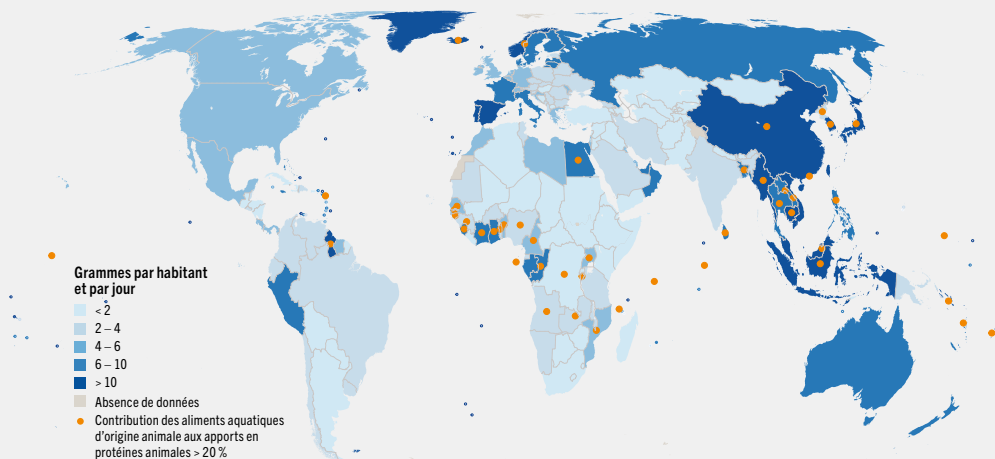 Grammes par habitant
et par jour
< 2
2 – 4
4 – 6
6 – 10
> 10
Absence de données
Contribution des aliments aquatiques
d'origine animale aux apports en
protéines animales > 20 %